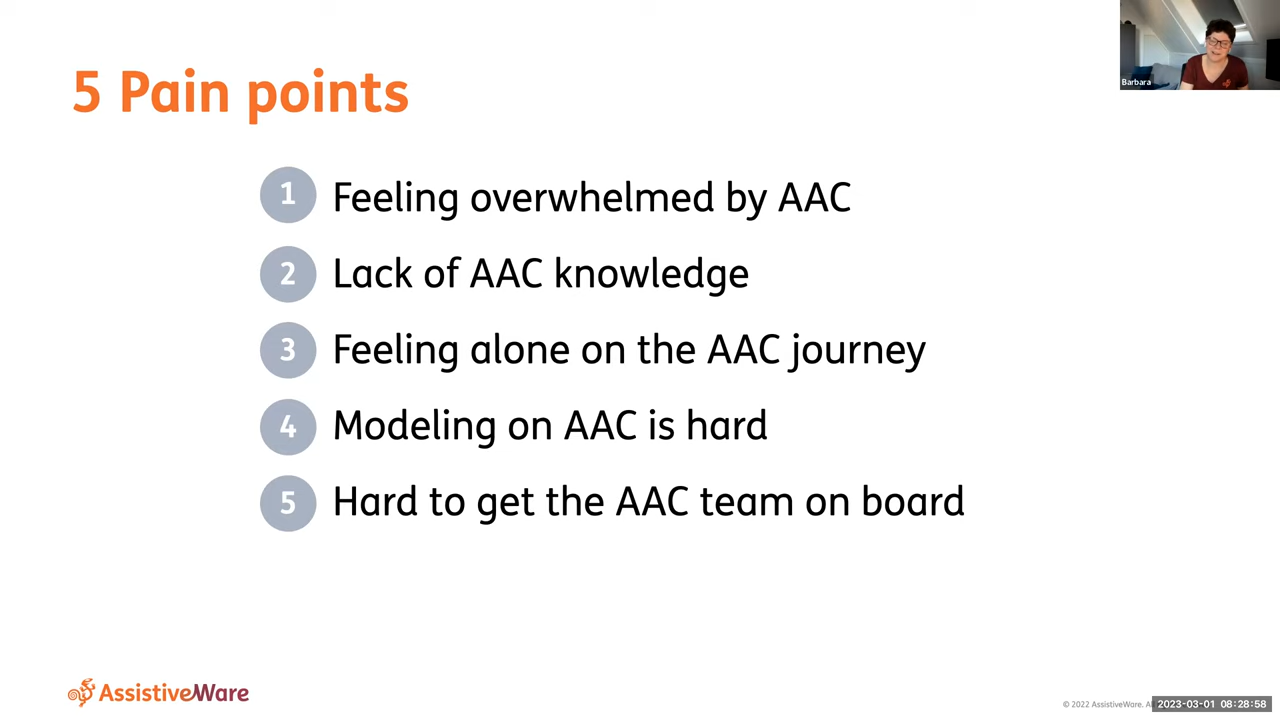 5 Pain points
Barbara
1 Feeling overwhelmed by AAC
2 Lack of AAC knowledge
3 Feeling alone on the AAC journey
4 Modeling on AAC is hard
5 Hard to get the AAC team on board
AssistiveWare
© 2022 AssistiveWare.
2023-03-01 08:28:58